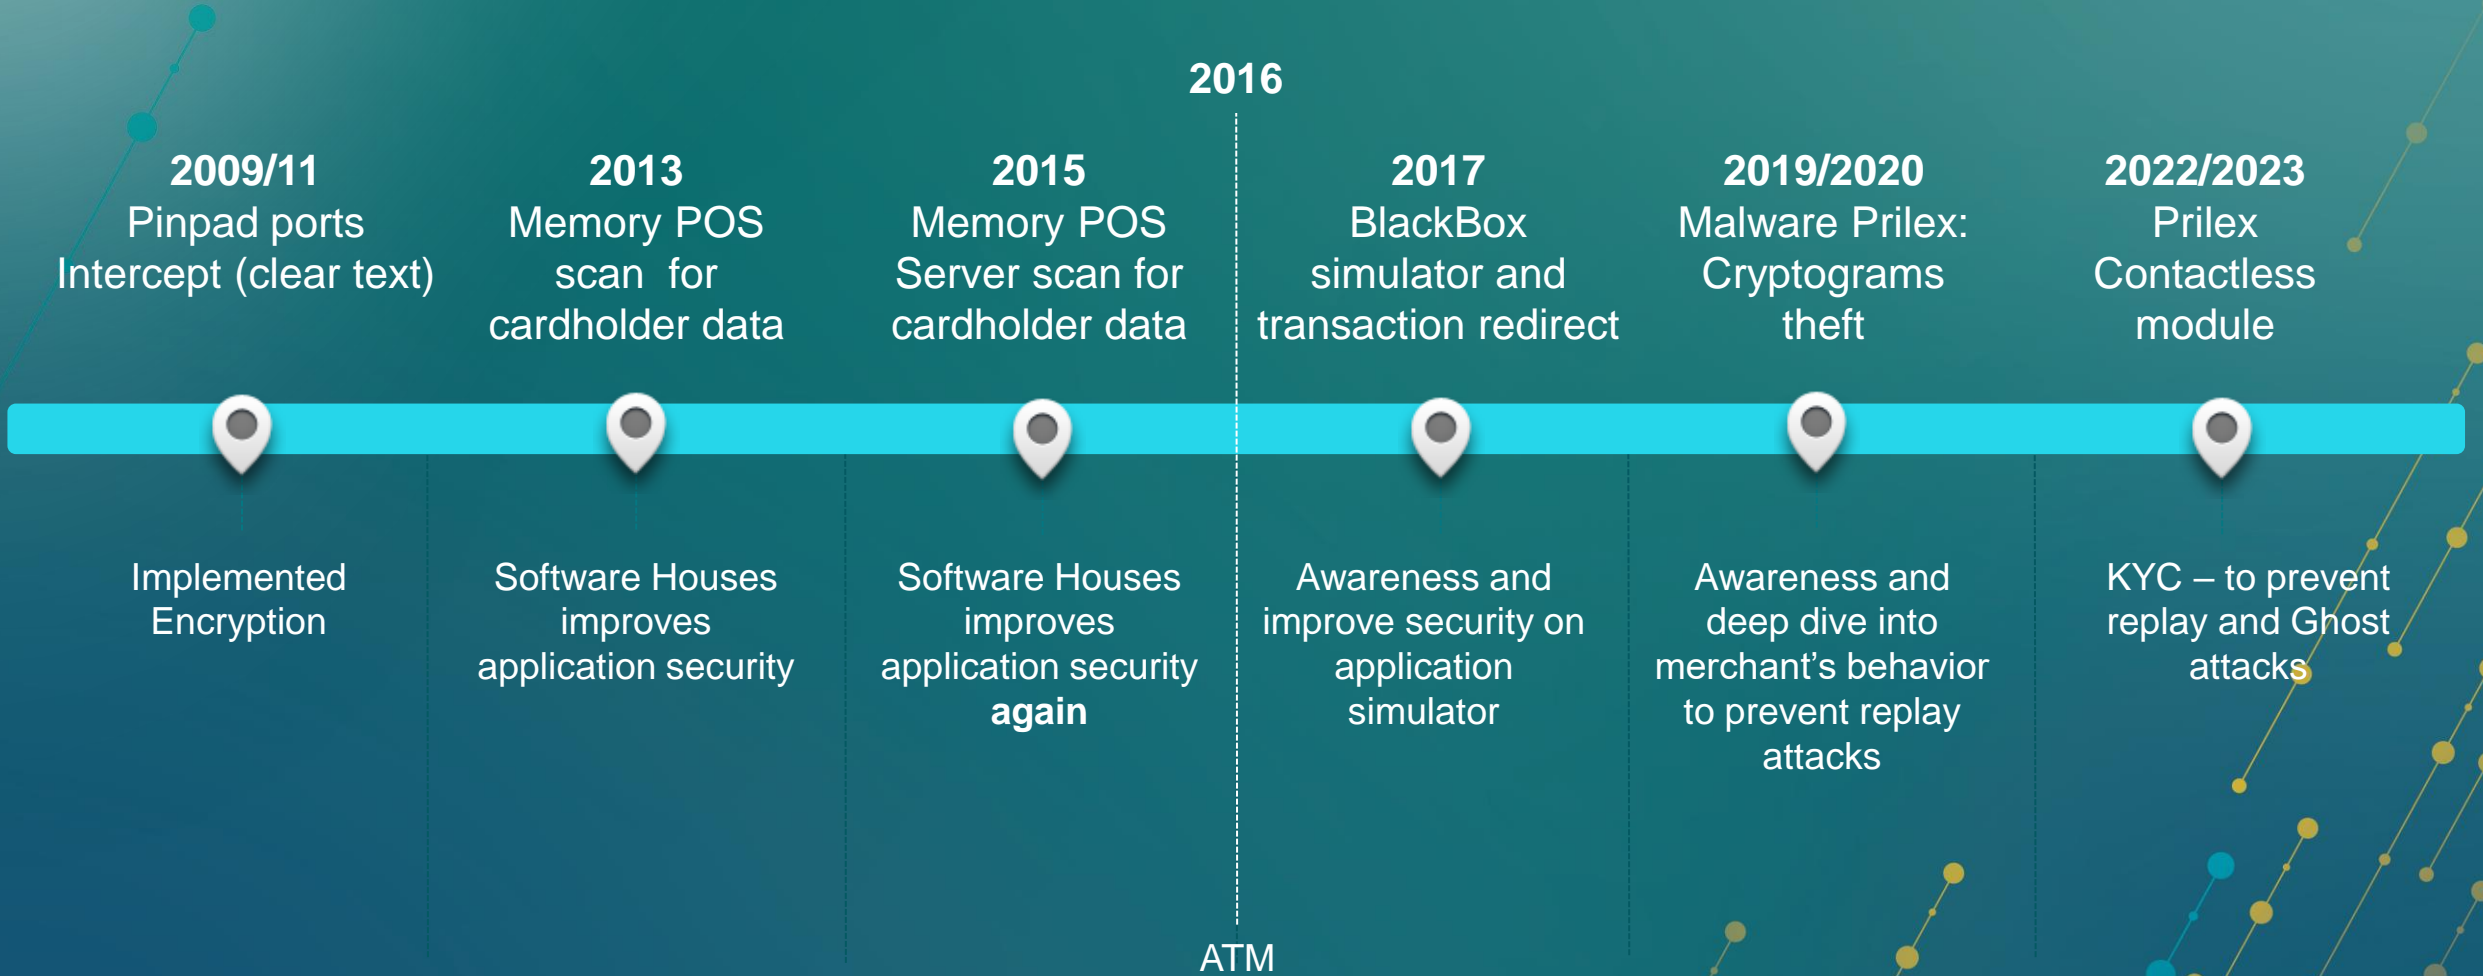 2016
2009/11
Pinpad ports
Intercept (clear text)
2013
Memory POS
scan for
cardholder data
2015
Memory POS
Server scan for
cardholder data
2017
BlackBox
simulator and
transaction redirect
2019/2020
Malware Prilex:
Cryptograms
theft
2022/2023
Prilex
Contactless
module
Implemented
Encryption
Software Houses
improves
application security
Software Houses
improves
application security
again
Awareness and
improve security on
application
simulator
Awareness and
deep dive into
merchant’s behavior
to prevent replay
attacks
KYC – to prevent
replay and Ghost
attacks
ATM